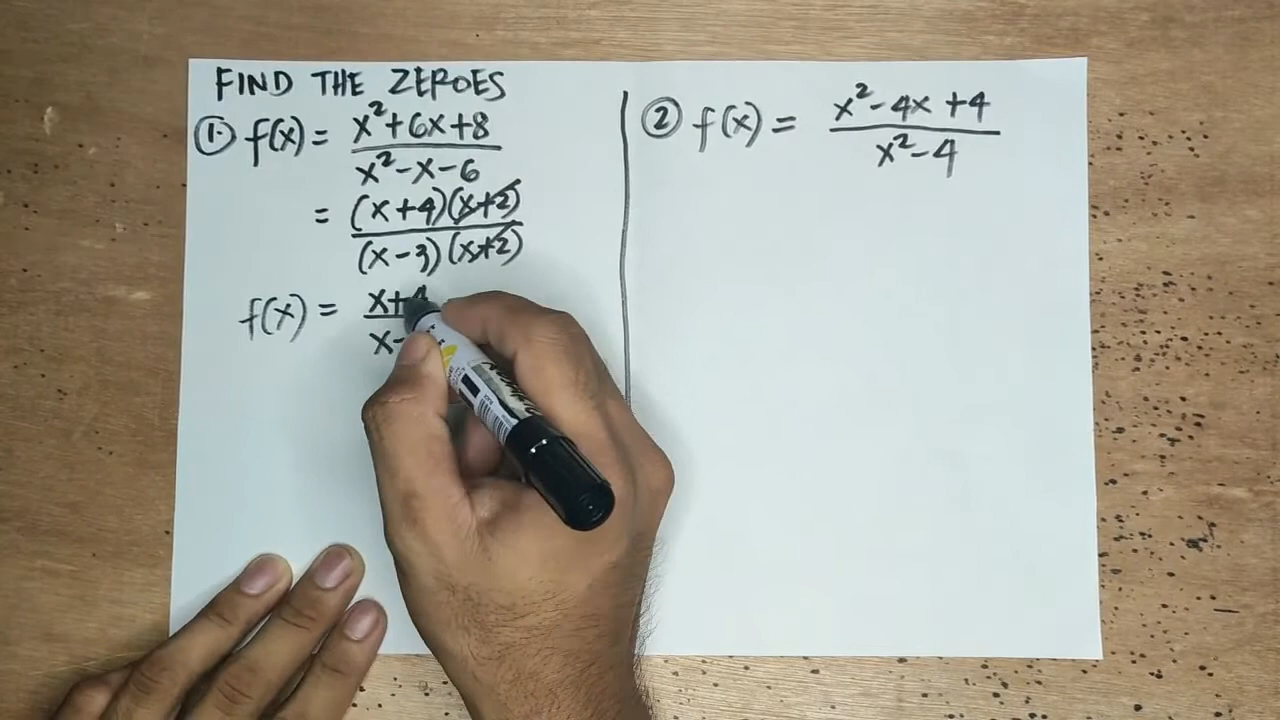 FIND THE ZEROES
① f(x) = x²+6x+8
x²-x-6
= (x+4)(x+2)
(x-3)(x+2)
f(x) = x+4
x-
② f(x) = x²-4x+4
x²-4